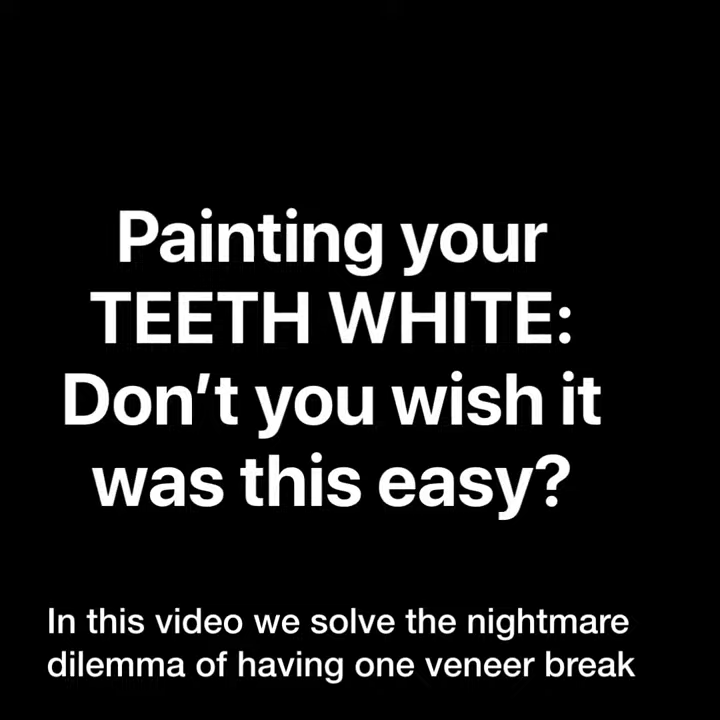 Painting your
TEETH WHITE:
Don’t you wish it
was this easy?
In this video we solve the nightmare
dilemma of having one veneer break